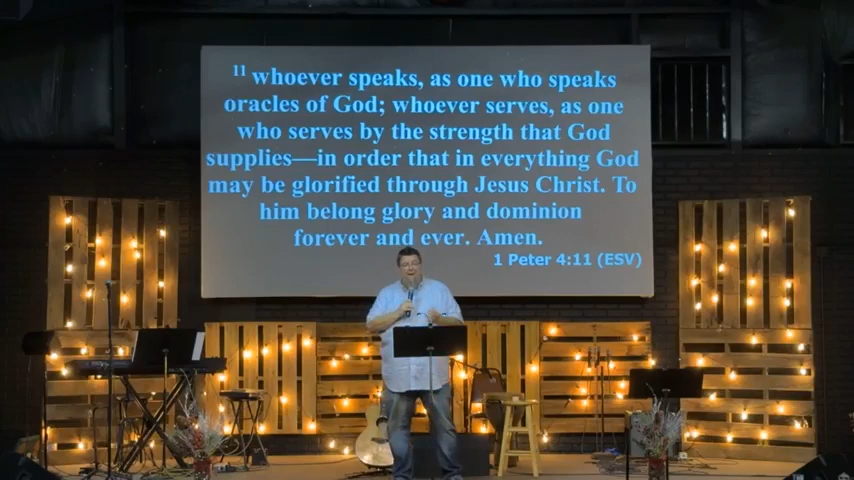 11 whoever speaks, as one who speaks
oracles of God; whoever serves, as one
who serves by the strength that God
supplies—in order that in everything God
may be glorified through Jesus Christ. To
him belong glory and dominion
forever and ever. Amen.
1 Peter 4:11 (ESV)